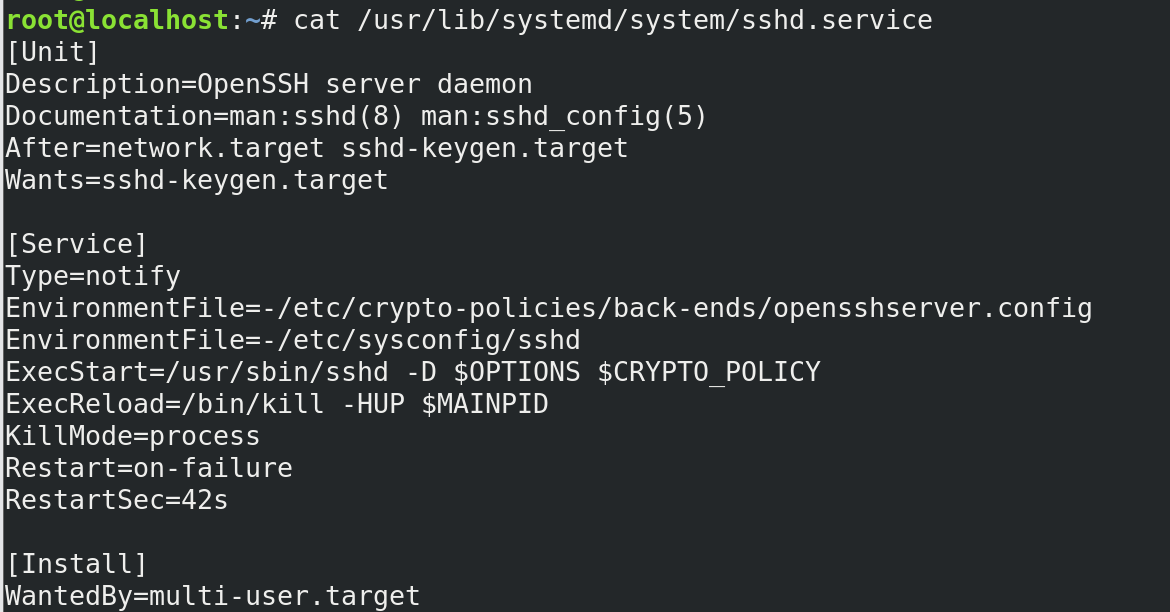 root@localhost:~# cat /usr/lib/systemd/system/sshd.service
[Unit]
Description=OpenSSH server daemon
Documentation=man:sshd(8) man:sshd_config(5)
After=network.target sshd-keygen.target
Wants=sshd-keygen.target

[Service]
Type=notify
EnvironmentFile=-/etc/crypto-policies/back-ends/opensshserver.config
EnvironmentFile=-/etc/sysconfig/sshd
ExecStart=/usr/sbin/sshd -D $OPTIONS $CRYPTO_POLICY
ExecReload=/bin/kill -HUP $MAINPID
KillMode=process
Restart=on-failure
RestartSec=42s

[Install]
WantedBy=multi-user.target